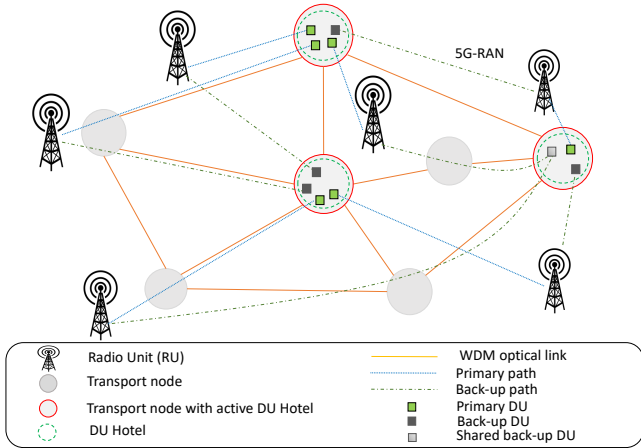 5G-RAN
Radio Unit (RU)
Transport node
Transport node with active DU Hotel
DU Hotel
WDM optical link
Primary path
Back-up path
Primary DU
Back-up DU
Shared back-up DU